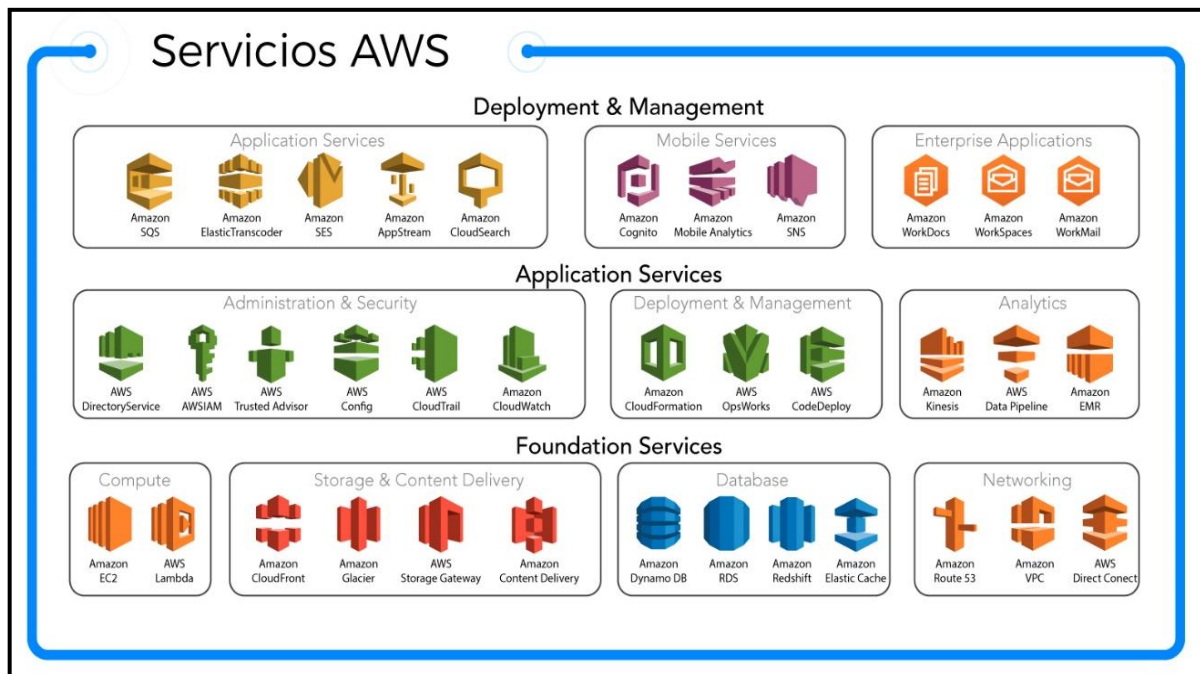 Servicios AWS
Deployment & Management
Application Services
Amazon
SQS
Amazon
ElasticTranscoder
Amazon
SES
Amazon
AppStream
Amazon
CloudSearch
Mobile Services
Amazon
Cognito
Amazon
Mobile Analytics
Amazon
SNS
Enterprise Applications
Amazon
WorkDocs
Amazon
WorkSpaces
Amazon
WorkMail
Application Services
Administration & Security
AWS
DirectoryService
AWS
AWSIAM
AWS
Trusted Advisor
AWS
Config
AWS
CloudTrail
Amazon
CloudWatch
Deployment & Management
Amazon
CloudFormation
AWS
OpsWorks
AWS
CodeDeploy
Analytics
Amazon
Kinesis
AWS
Data Pipeline
Amazon
EMR
Foundation Services
Compute
Amazon
EC2
AWS
Lambda
Storage & Content Delivery
Amazon
CloudFront
Amazon
Glacier
AWS
Storage Gateway
Amazon
Content Delivery
Database
Amazon
Dynamo DB
Amazon
RDS
Amazon
Redshift
Amazon
Elastic Cache
Networking
Amazon
Route 53
Amazon
VPC
AWS
Direct Conect